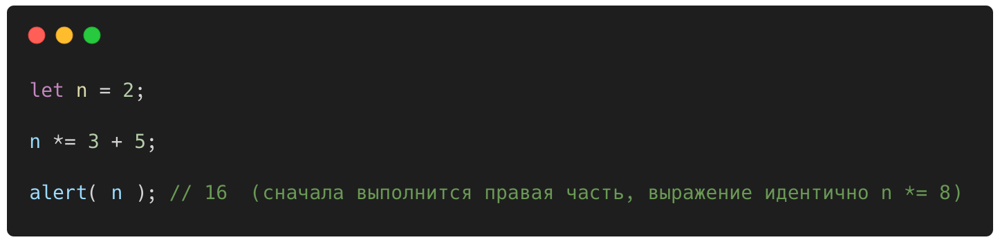 let n = 2;
n *= 3 + 5;
alert( n ); // 16  (сначала выполнится правая часть, выражение идентично n *= 8)